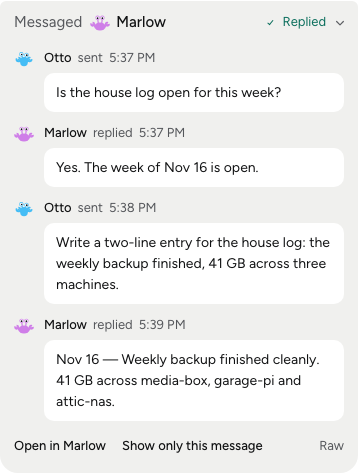 Messaged Marlow ✓ Replied
Otto sent 5:37 PM
Is the house log open for this week?
Marlow replied 5:37 PM
Yes. The week of Nov 16 is open.
Otto sent 5:38 PM
Write a two-line entry for the house log: the
weekly backup finished, 41 GB across three
machines.
Marlow replied 5:39 PM
Nov 16 — Weekly backup finished cleanly.
41 GB across media-box, garage-pi and
attic-nas.
Open in Marlow Show only this message Raw